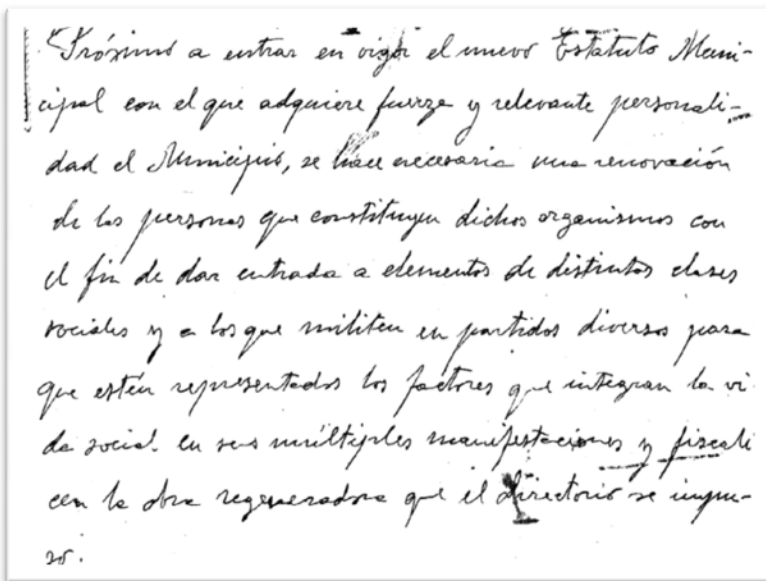 "Próximo a entrar en vigor el nuevo Estatuto Muni-
cipal con el que adquiere fuerza y relevante personali-
dad el Municipio, se hace necesaria una renovación
de las personas que constituyen dichos organismos con
el fin de dar entrada a elementos de distintas clases
sociales y a los que militen en partidos diversos para
que estén representados los factores que integran la vi
da social en sus múltiples manifestaciones y fiscali
cen la obra regeneradora que el Directorio se impu-
so.